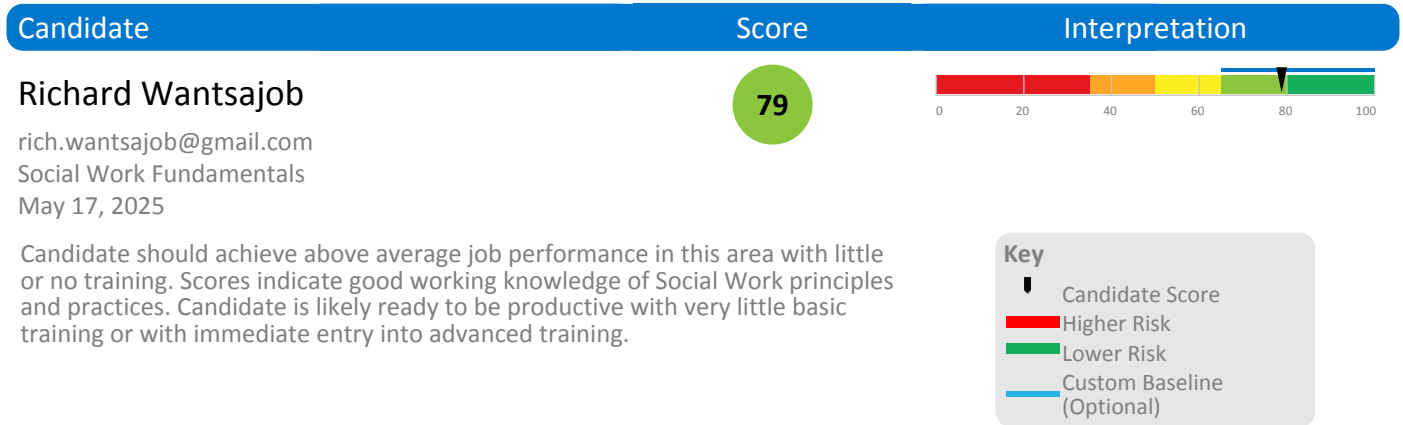 Candidate Score Interpretation
Richard Wantsajob
79
0 20 40 60 80 100
rich.wantsajob@gmail.com
Social Work Fundamentals
May 17, 2025
Candidate should achieve above average job performance in this area with little
or no training. Scores indicate good working knowledge of Social Work principles
and practices. Candidate is likely ready to be productive with very little basic
training or with immediate entry into advanced training.
Key
Candidate Score
Higher Risk
Lower Risk
Custom Baseline
(Optional)